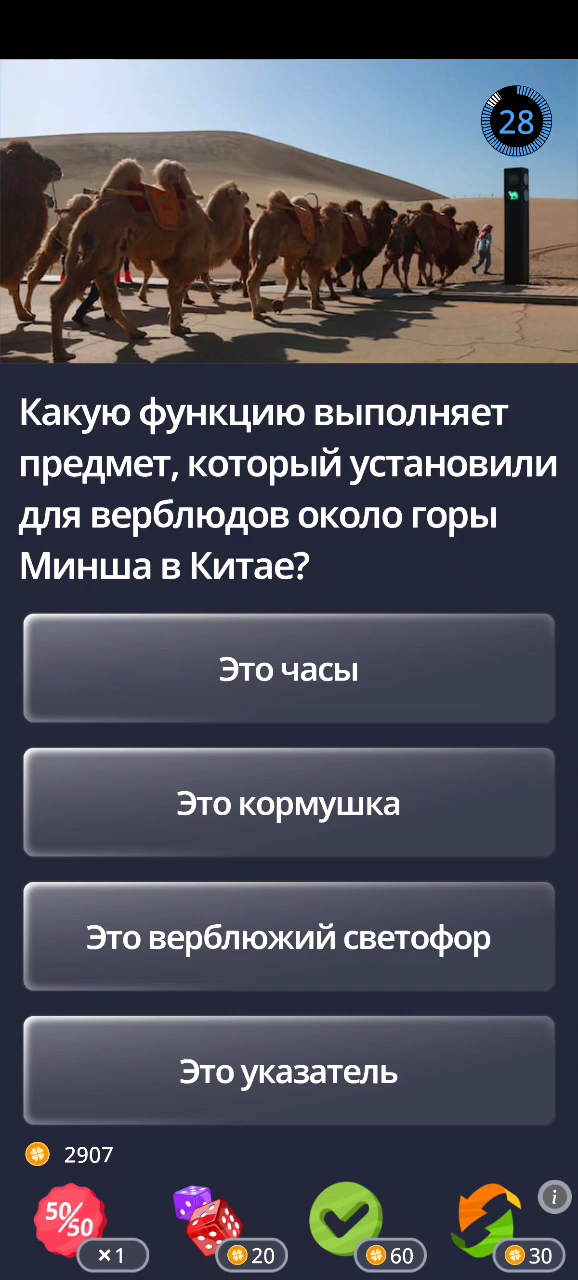 28
Какую функцию выполняет
предмет, который установили
для верблюдов около горы
Минша в Китае?
Это часы
Это кормушка
Это верблюжий светофор
Это указатель
2907
i
50/50
×1
20
60
30